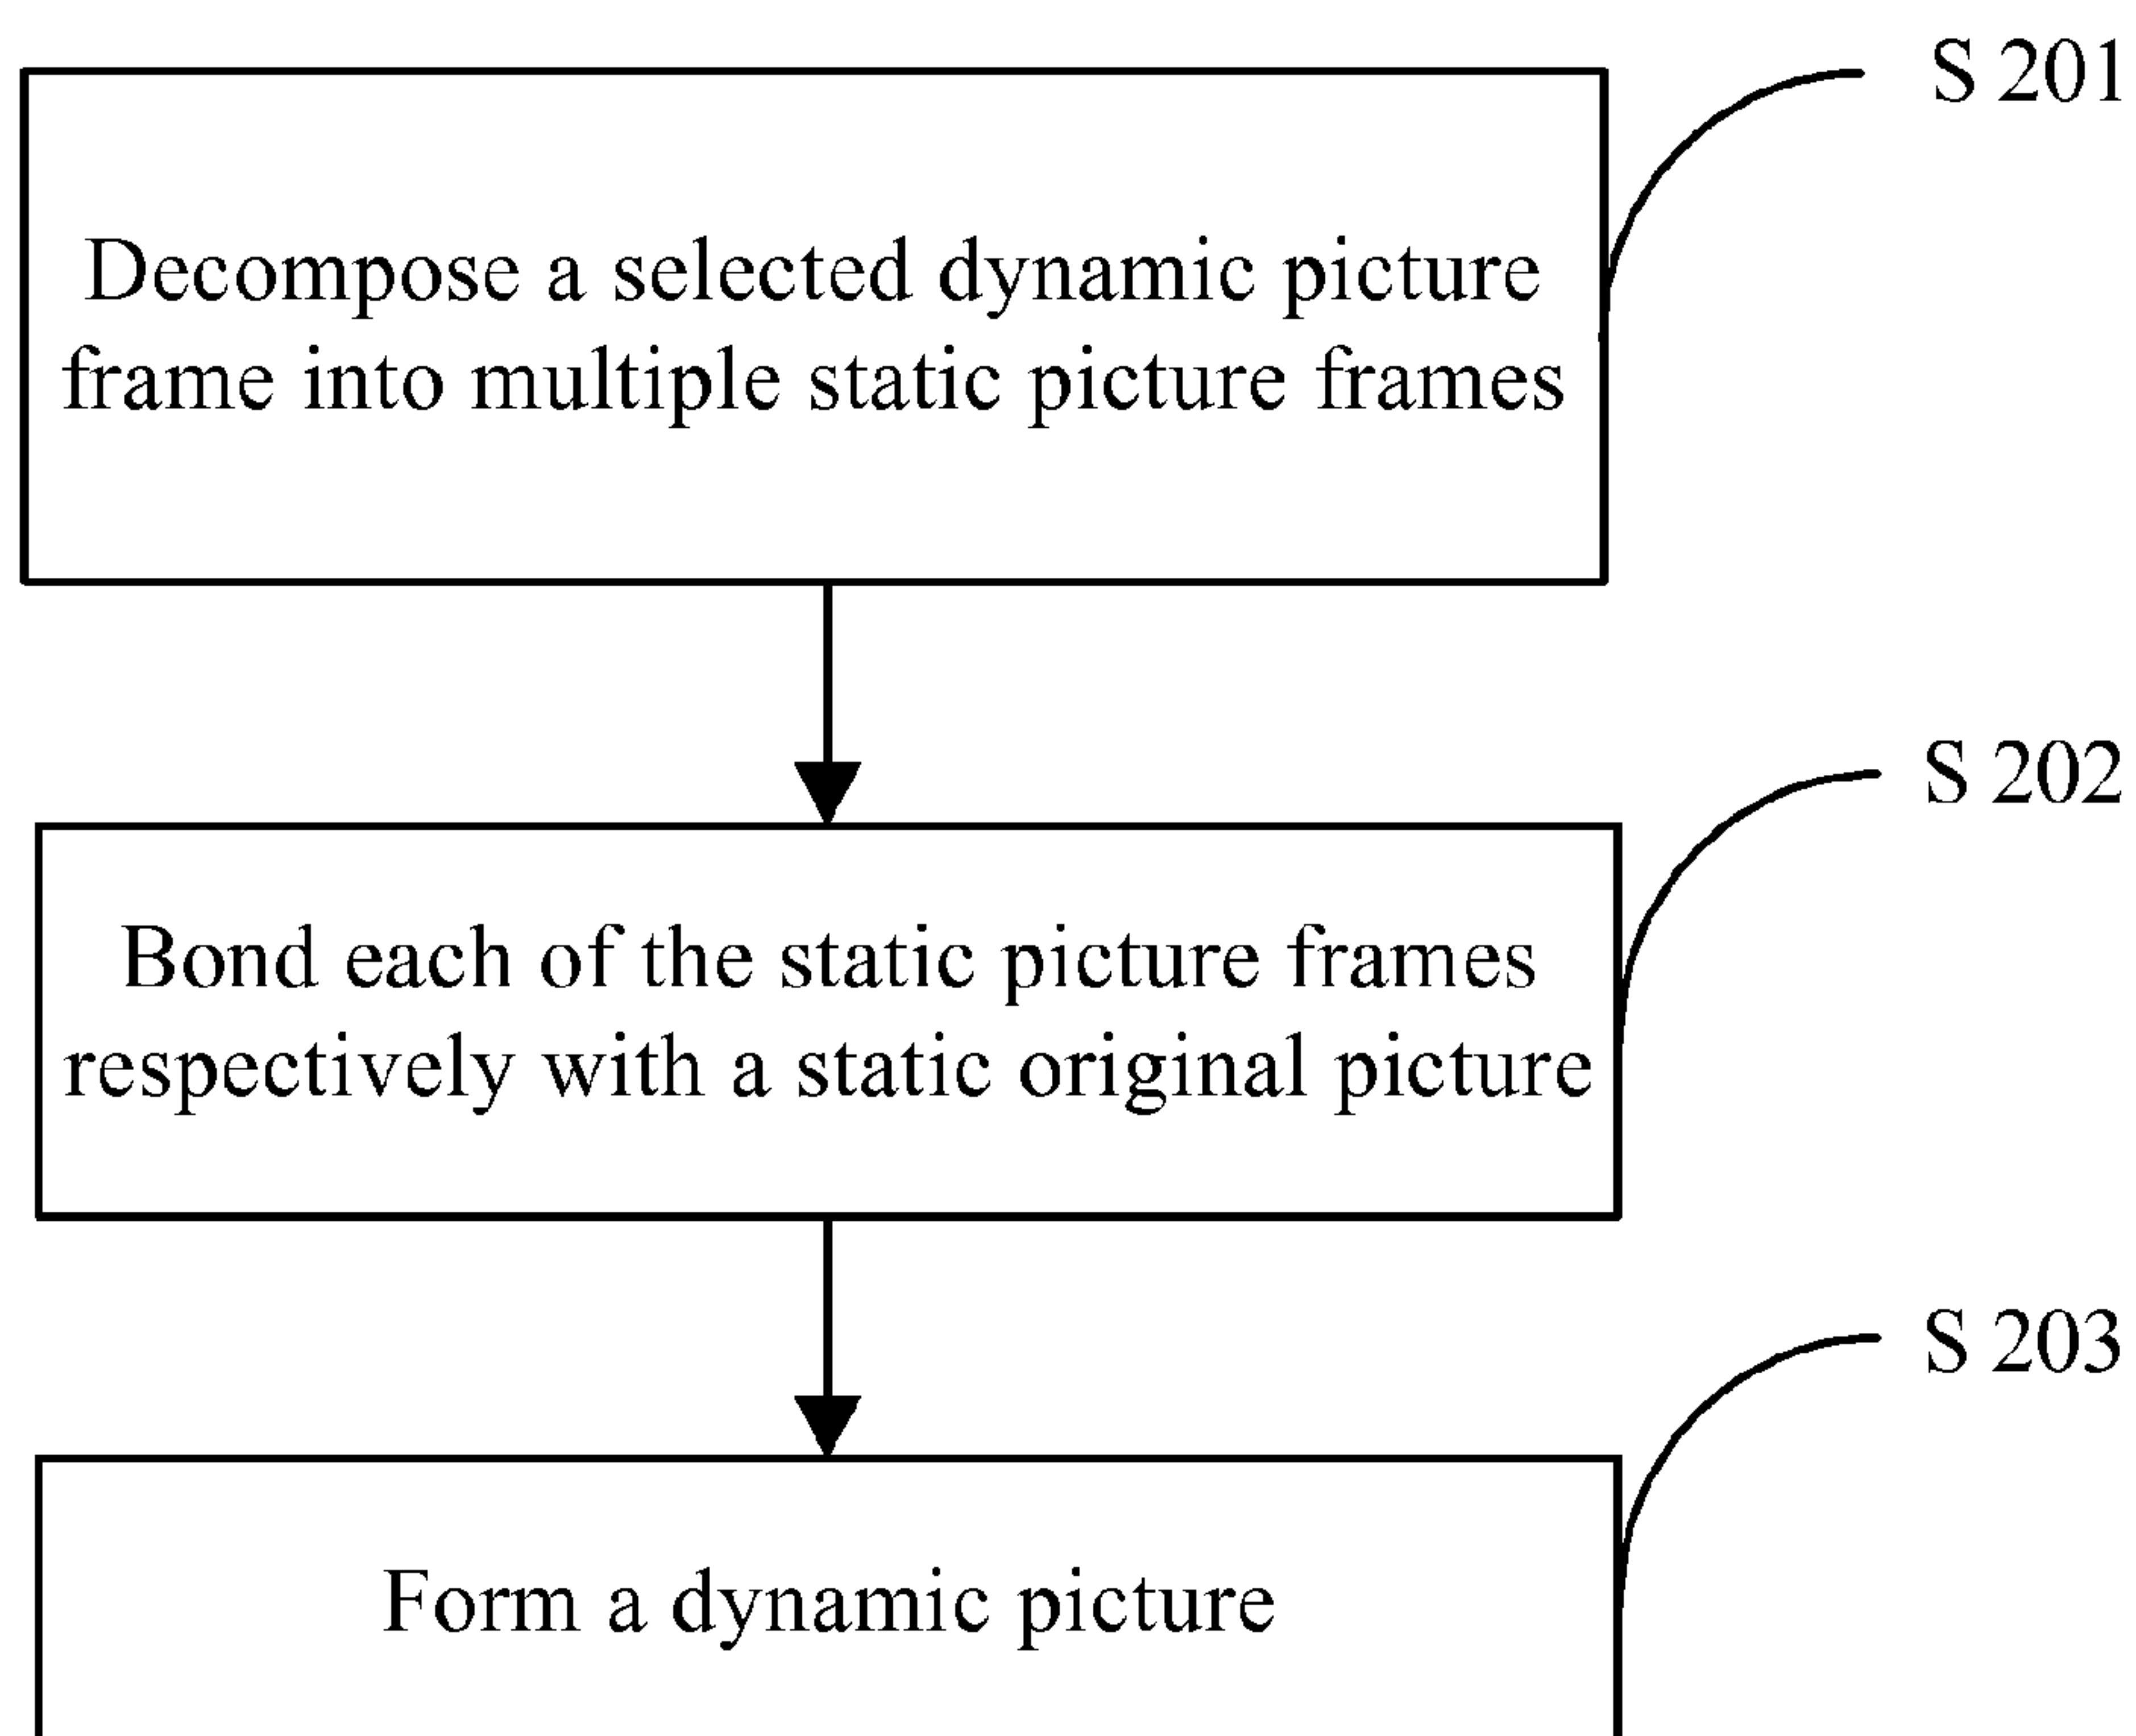 S 201
Decompose a selected dynamic picture
frame into multiple static picture frames
S 202
Bond each of the static picture frames
respectively with a static original picture
S 203
Form a dynamic picture